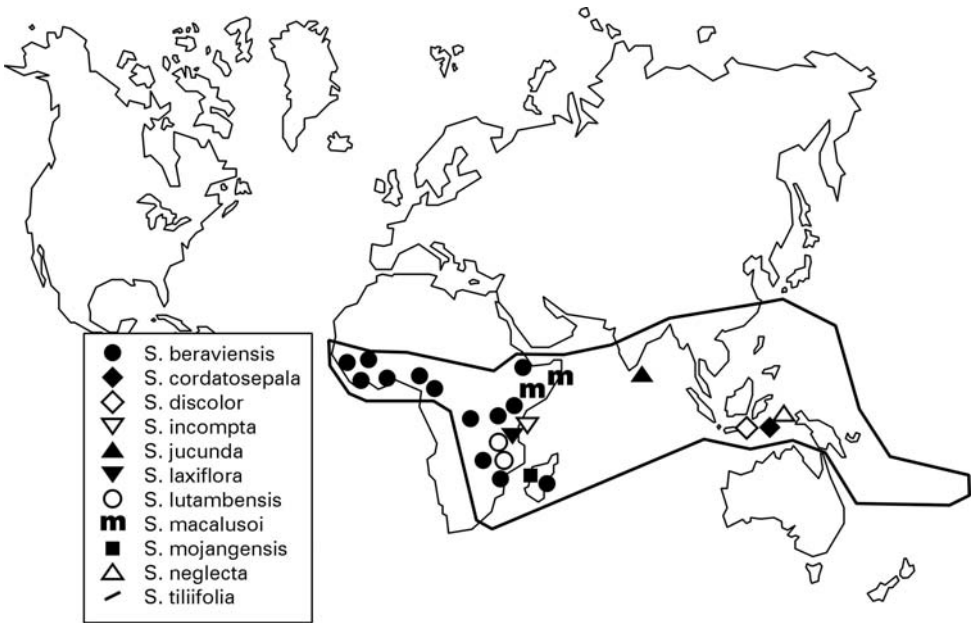 S. beraviensis
S. cordatosepala
S. discolor
S. incompta
S. jucunda
S. laxiflora
S. lutambensis
m S. macalusoi
S. mojangensis
S. neglecta
S. tiliifolia
m
m